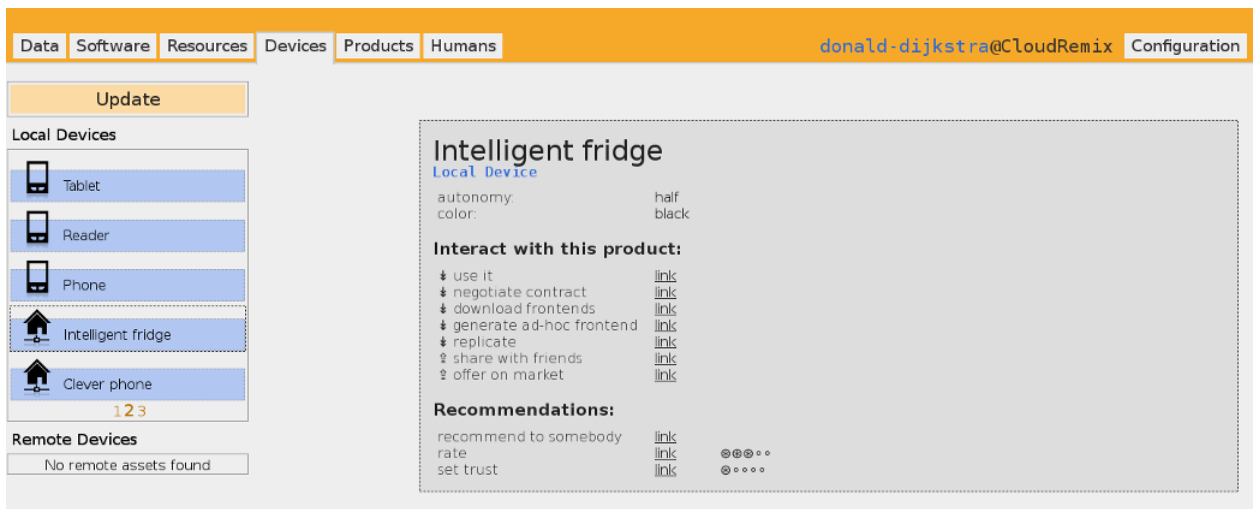 Data Software Resources Devices Products Humans donald-dijkstra@CloudRemix Configuration
Update
Local Devices
Tablet
Reader
Phone
Intelligent fridge
Clever phone
1 2 3
Remote Devices
No remote assets found
Intelligent fridge
Local Device
autonomy: half
color: black
Interact with this product:
use it link
negotiate contract link
download frontends link
generate ad-hoc frontend link
replicate link
share with friends link
offer on market link
Recommendations:
recommend to somebody link
rate link
set trust link